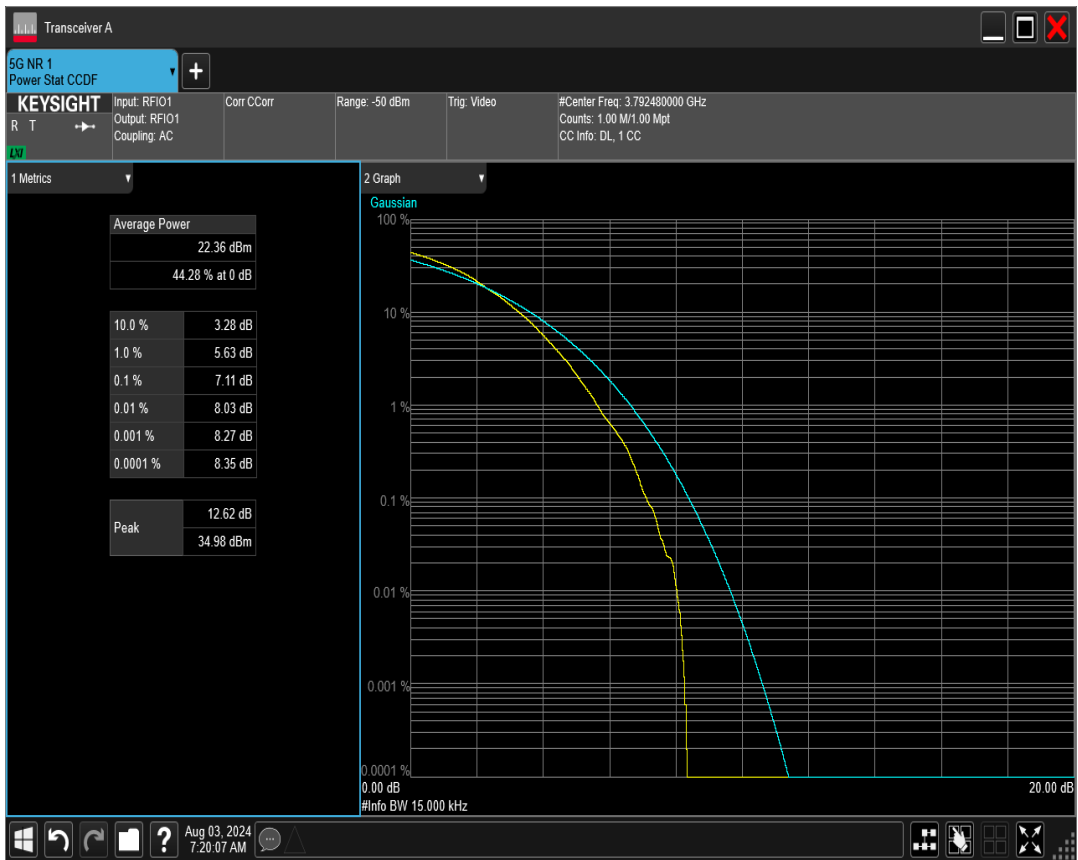 Transceiver A
5G NR 1
Power Stat CCDF
KEYSIGHT
R T
LXI
Input: RFIO1
Output: RFIO1
Coupling: AC
Corr CCorr
Range: -50 dBm
Trig: Video
#Center Freq: 3.792480000 GHz
Counts: 1.00 M/1.00 Mpt
CC Info: DL, 1 CC
1 Metrics
Average Power
22.36 dBm
44.28 % at 0 dB
10.0 % 3.28 dB
1.0 % 5.63 dB
0.1 % 7.11 dB
0.01 % 8.03 dB
0.001 % 8.27 dB
0.0001 % 8.35 dB
Peak
12.62 dB
34.98 dBm
2 Graph
Gaussian
100 %
10 %
1 %
0.1 %
0.01 %
0.001 %
0.0001 %
0.00 dB
20.00 dB
#Info BW 15.000 kHz
?
Aug 03, 2024
7:20:07 AM